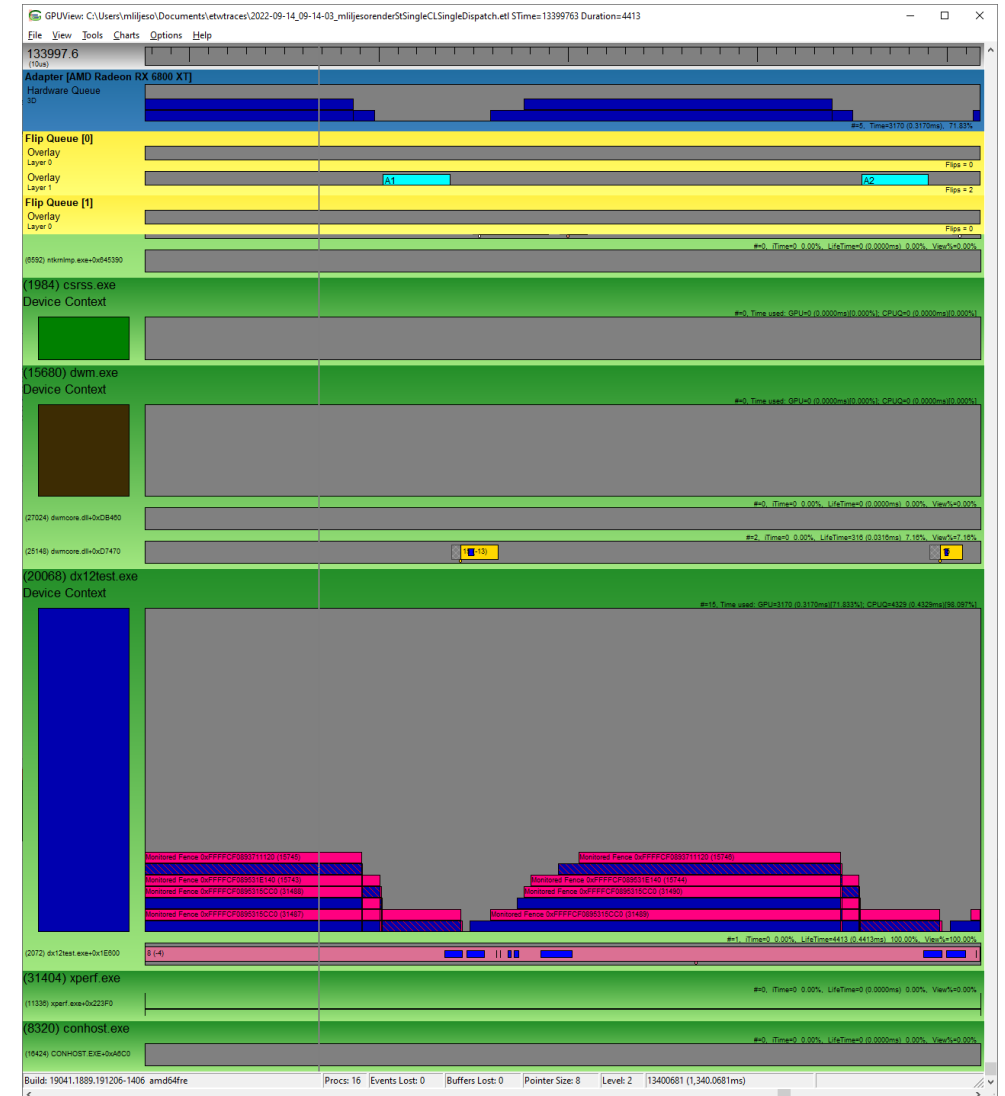 GPUView: C:\Users\mliljeso\Documents\etwtraces\2022-09-14_09-14-03_mliljesorenderStSingleCLSingleDispatch.etl STime=13399763 Duration=4413
File View Tools Charts Options Help
133997.6
(10us)
Adapter [AMD Radeon RX 6800 XT]
Hardware Queue
3D
#=5, Time=3170 (0.3170ms), 71.83%
Flip Queue [0]
Overlay
Layer 0
Flips = 0
Overlay
Layer 1
A1
A2
Flips = 2
Flip Queue [1]
Overlay
Layer 0
Flips = 0
#=0, iTime=0 0.00%, LifeTime=0 (0.0000ms) 0.00%, View%=0.00%
(6592) ntkrnlmp.exe+0x645390
(1984) csrss.exe
Device Context
#=0, Time used: GPU=0 (0.0000ms)[0.000%]; CPUQ=0 (0.0000ms)[0.000%]
(15680) dwm.exe
Device Context
#=0, Time used: GPU=0 (0.0000ms)[0.000%]; CPUQ=0 (0.0000ms)[0.000%]
#=0, iTime=0 0.00%, LifeTime=0 (0.0000ms) 0.00%, View%=0.00%
(27024) dwmcore.dll+0xDB460
#=2, iTime=0 0.00%, LifeTime=316 (0.0316ms) 7.16%, View%=7.16%
(25148) dwmcore.dll+0xD7470
(20068) dx12test.exe
Device Context
#=15, Time used: GPU=3170 (0.3170ms)[71.833%]; CPUQ=4329 (0.4329ms)[98.097%]
Monitored Fence 0xFFFFCF0893711120 (15745)
Monitored Fence 0xFFFFCF0893711120 (15746)
Monitored Fence 0xFFFFCF089531E140 (15743)
Monitored Fence 0xFFFFCF089531E140 (15744)
Monitored Fence 0xFFFFCF0895315CC0 (31488)
Monitored Fence 0xFFFFCF0895315CC0 (31490)
Monitored Fence 0xFFFFCF0895315CC0 (31487)
Monitored Fence 0xFFFFCF0895315CC0 (31489)
#=1, iTime=0 0.00%, LifeTime=4413 (0.4413ms) 100.00%, View%=100.00%
(2072) dx12test.exe+0x1E600
8 (-4)
(31404) xperf.exe
#=0, iTime=0 0.00%, LifeTime=0 (0.0000ms) 0.00%, View%=0.00%
(11336) xperf.exe+0x223F0
(8320) conhost.exe
#=0, iTime=0 0.00%, LifeTime=0 (0.0000ms) 0.00%, View%=0.00%
(16424) CONHOST.EXE+0xA6C0
Build: 19041.1889.191206-1406 amd64fre
Procs: 16
Events Lost: 0
Buffers Lost: 0
Pointer Size: 8
Level: 2
13400681 (1,340.0681ms)